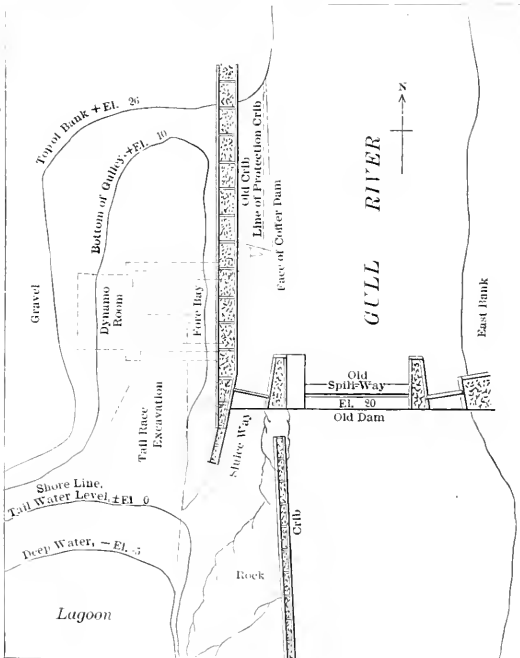 N
Top of Bank + El. 26
Bottom of Gulley, +El. 10
Old Crib
Line of Protection Crib
Face of Coffer Dam
GULL RIVER
East Bank
Gravel
Dynamo
Room
Fore Bay
Tail Race
Excavation
Old
Spill-Way
El. 20
Old Dam
Sluice Way
Shore Line,
Tail Water Level, ±El 0
Deep Water, – El. 5
Crib
Rock
Lagoon